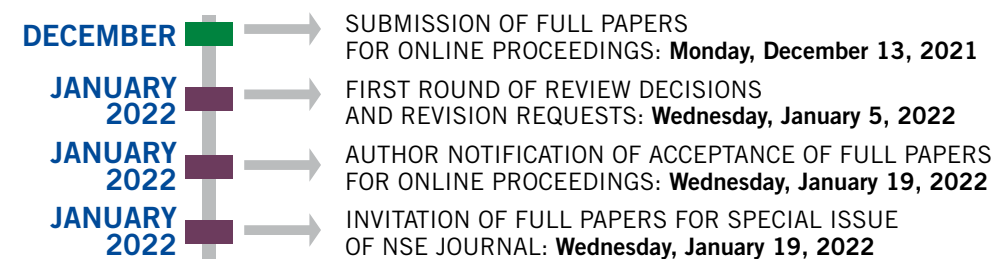 DECEMBER
SUBMISSION OF FULL PAPERS
FOR ONLINE PROCEEDINGS: Monday, December 13, 2021
JANUARY
2022
FIRST ROUND OF REVIEW DECISIONS
AND REVISION REQUESTS: Wednesday, January 5, 2022
JANUARY
2022
AUTHOR NOTIFICATION OF ACCEPTANCE OF FULL PAPERS
FOR ONLINE PROCEEDINGS: Wednesday, January 19, 2022
JANUARY
2022
INVITATION OF FULL PAPERS FOR SPECIAL ISSUE
OF NSE JOURNAL: Wednesday, January 19, 2022